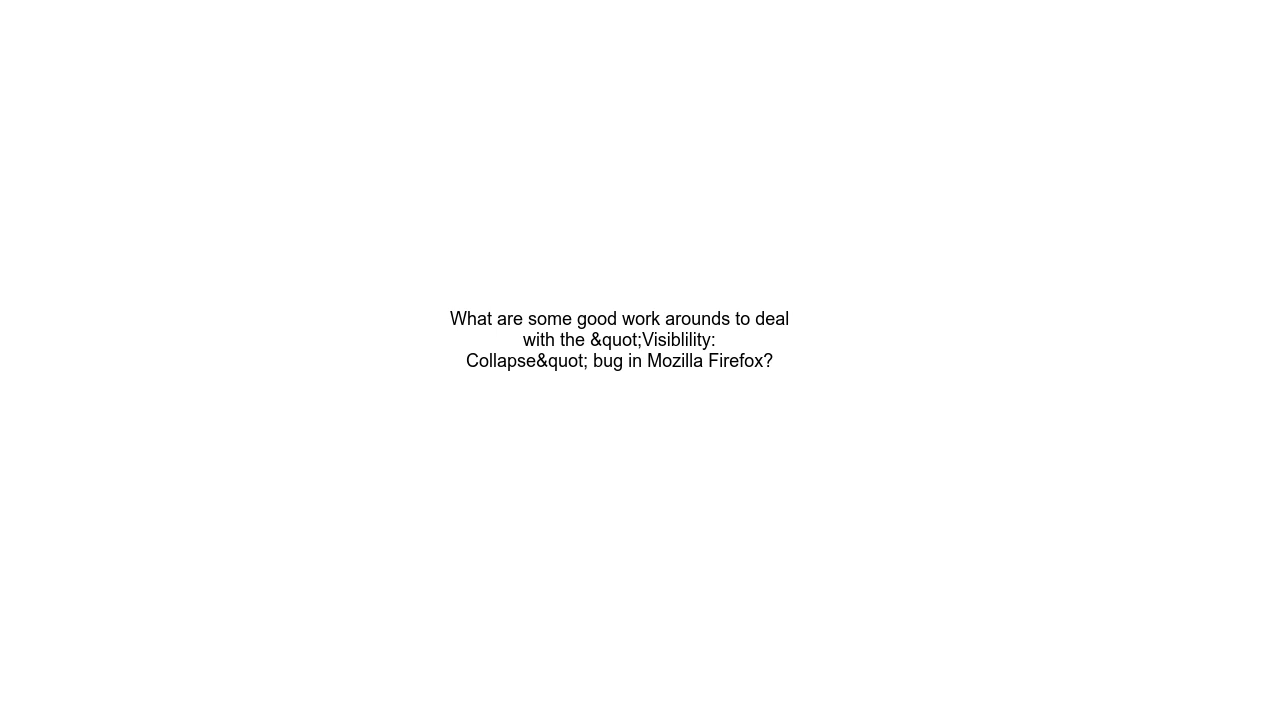 What are some good work arounds to deal
with the &quot;Visiblility:
Collapse&quot; bug in Mozilla Firefox?